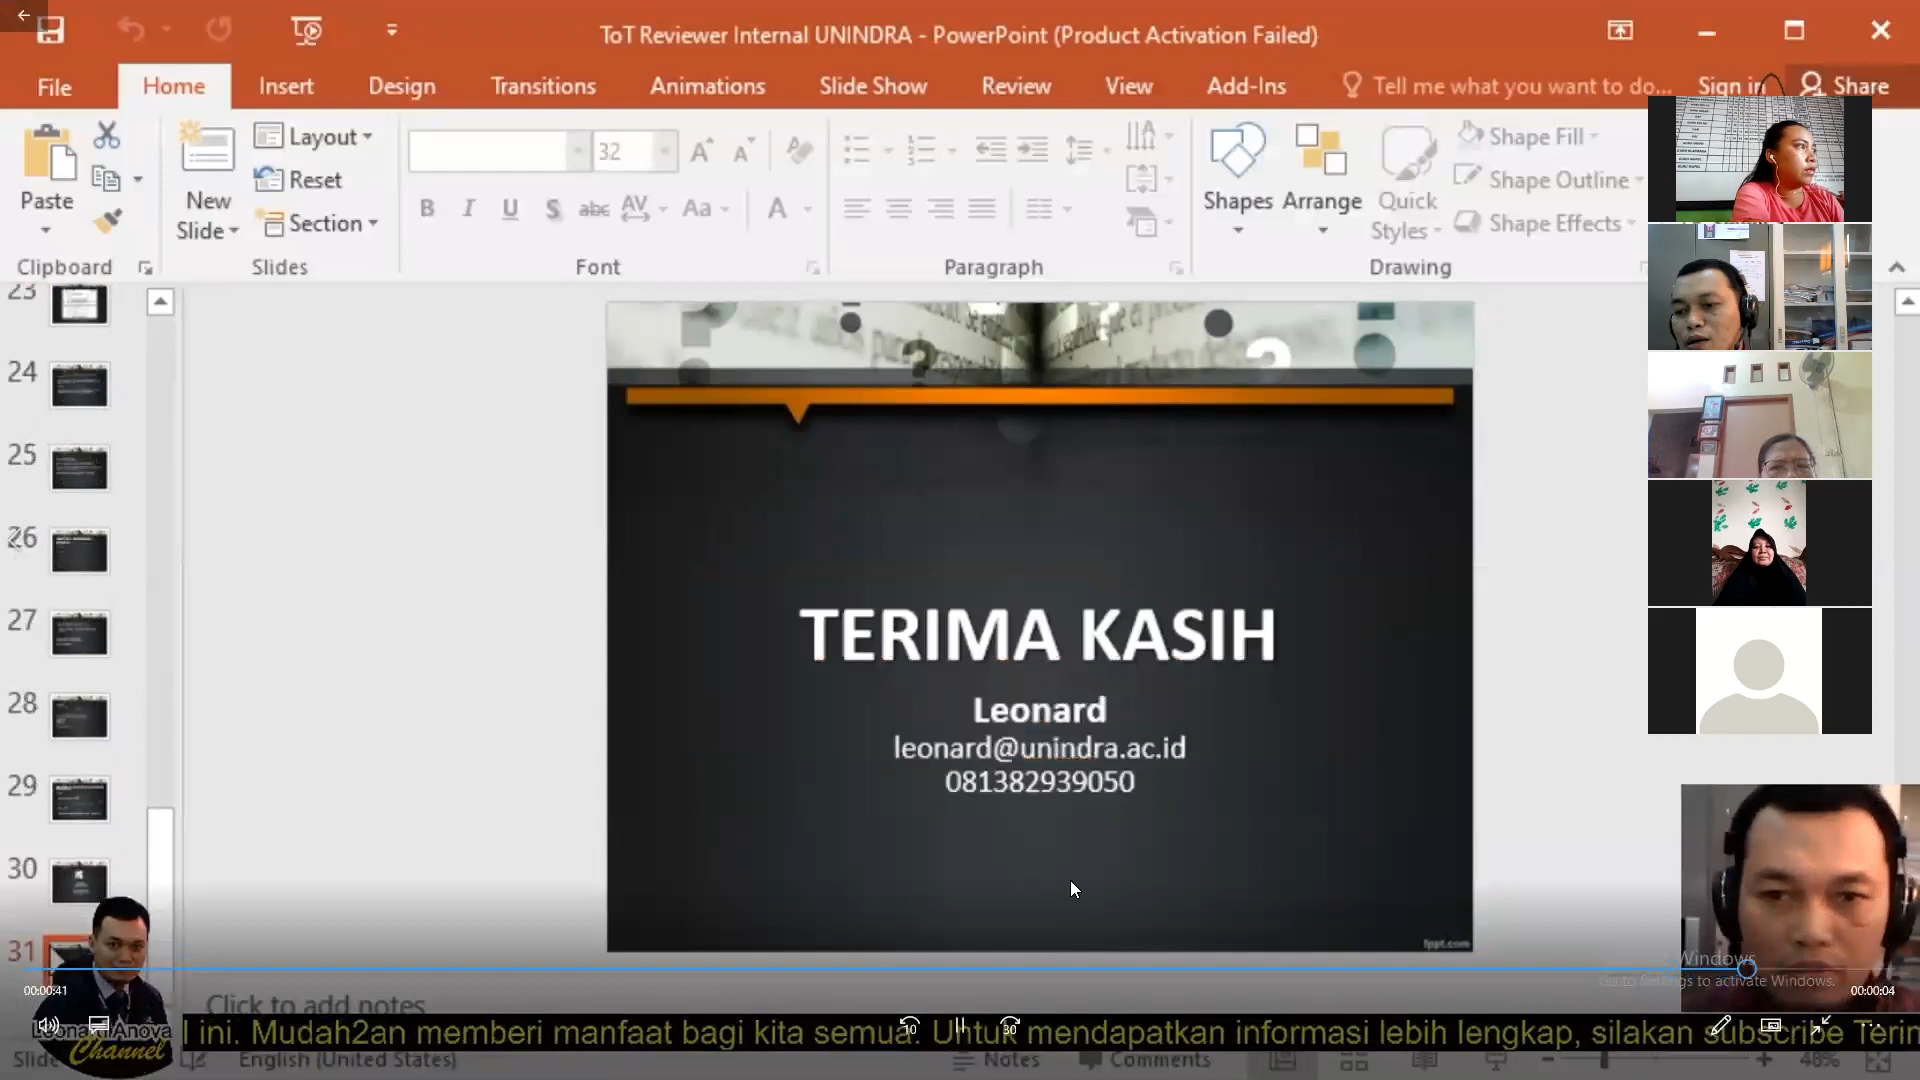 ToT Reviewer Internal UNINDRA - PowerPoint (Product Activation Failed)
File Home Insert Design Transitions Animations Slide Show Review View Add-Ins Tell me what you want to do... Sign in Share
Paste
Clipboard
New
Slide
Layout
Reset
Section
Slides
32
B I U S abc AV Aa A
Font
Paragraph
Shapes
Arrange
Quick
Styles
Shape Fill
Shape Outline
Shape Effects
Drawing
23
24
25
26
27
28
29
30
31
TERIMA KASIH
Leonard
leonard@unindra.ac.id
081382939050
fppt.com
Windows
Go to Settings to activate Windows.
00:00:41
00:00:04
Click to add notes
10
30
Leonard Anova
Channel
l ini. Mudah2an memberi manfaat bagi kita semua. Untuk mendapatkan informasi lebih lengkap, silakan subscribe Terim
Slide
English (United States)
Notes
Comments
48%